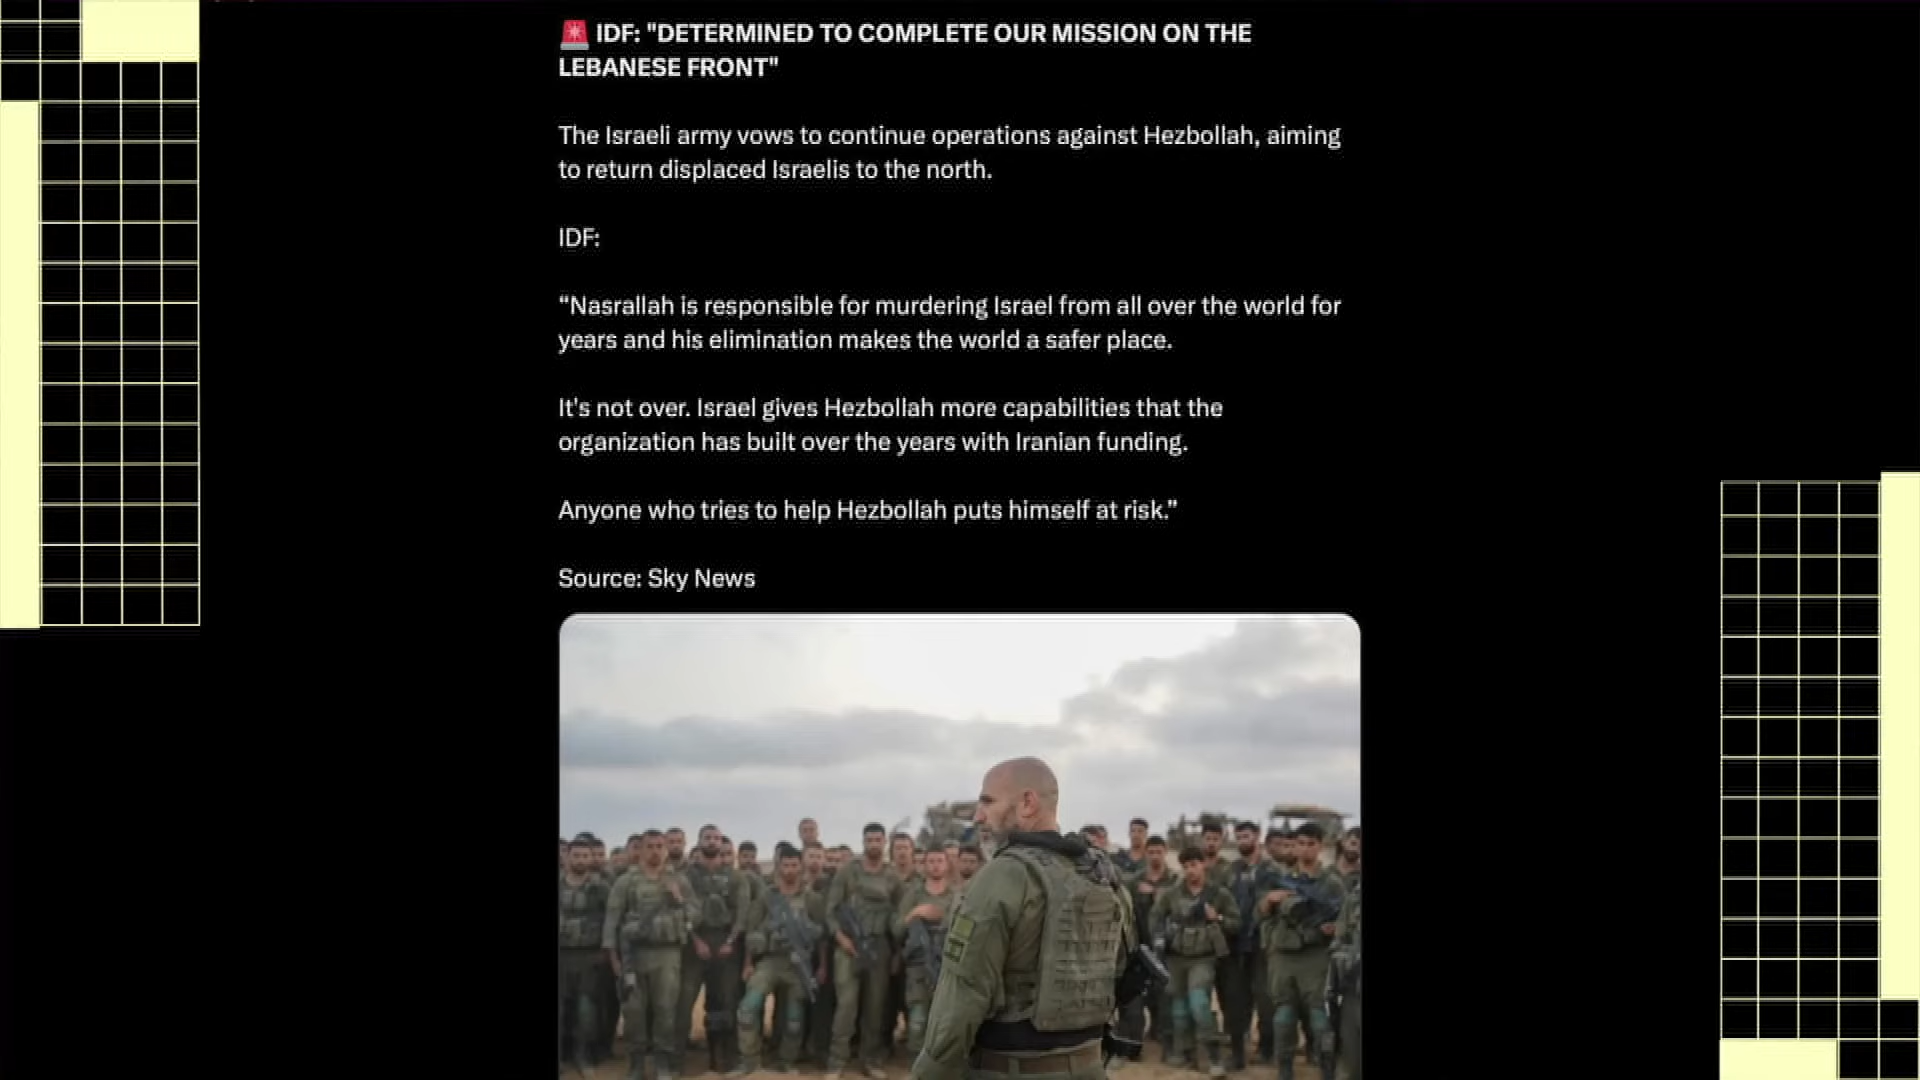 🚨 IDF: "DETERMINED TO COMPLETE OUR MISSION ON THE
LEBANESE FRONT"
The Israeli army vows to continue operations against Hezbollah, aiming
to return displaced Israelis to the north.
IDF:
“Nasrallah is responsible for murdering Israel from all over the world for
years and his elimination makes the world a safer place.
It's not over. Israel gives Hezbollah more capabilities that the
organization has built over the years with Iranian funding.
Anyone who tries to help Hezbollah puts himself at risk.”
Source: Sky News